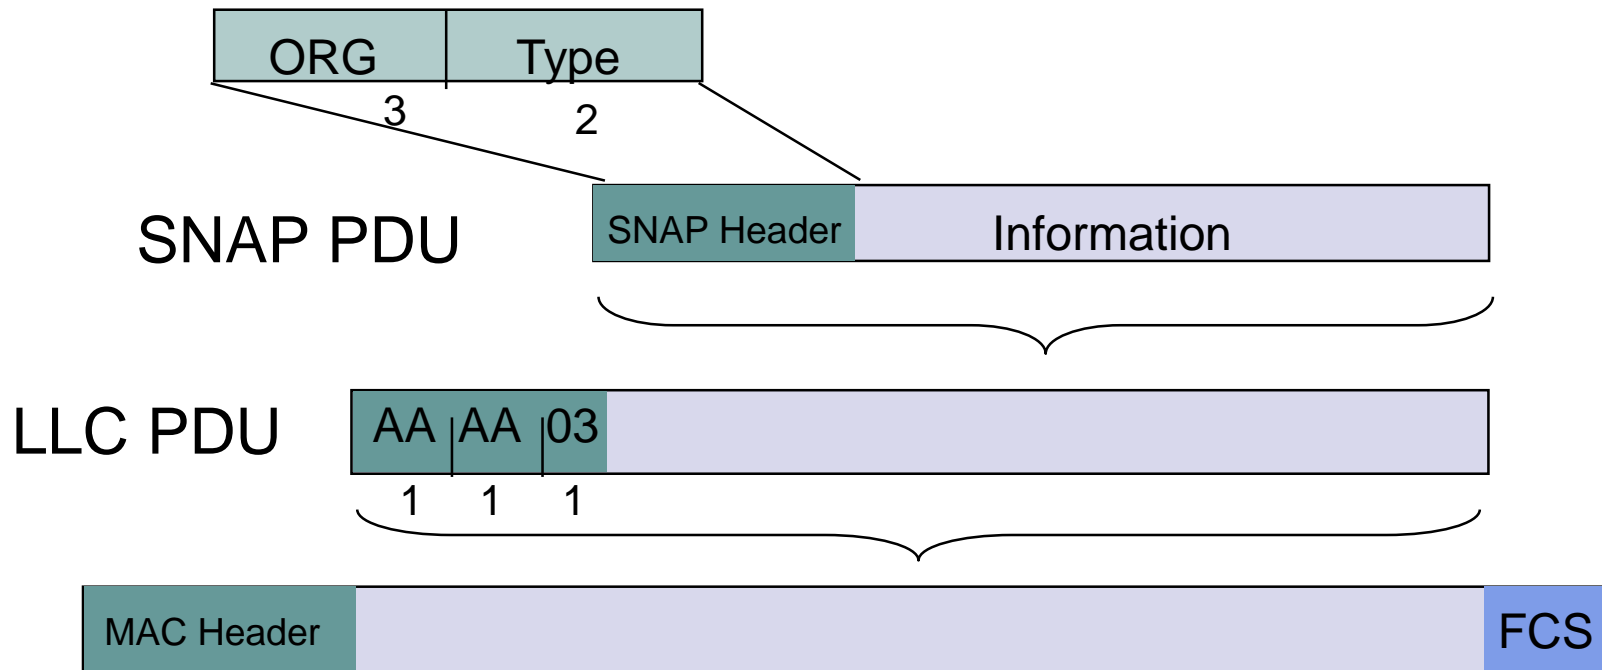 ORG Type
3 2
SNAP PDU SNAP Header Information
LLC PDU AA AA 03
1 1 1
MAC Header FCS